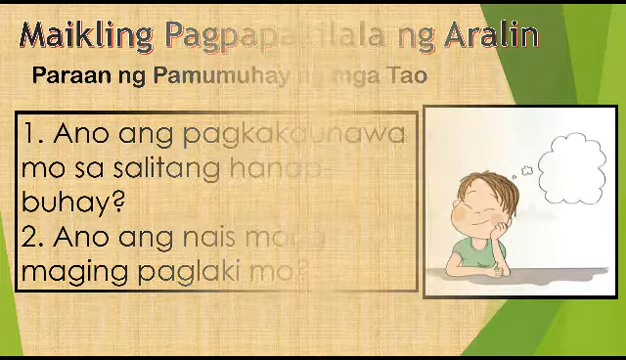 Maikling Pagpapakilala ng Aralin
Paraan ng Pamumuhay ng mga Tao
1. Ano ang pagkakaunawa
mo sa salitang hanap-
buhay?
2. Ano ang nais mong
maging paglaki mo?